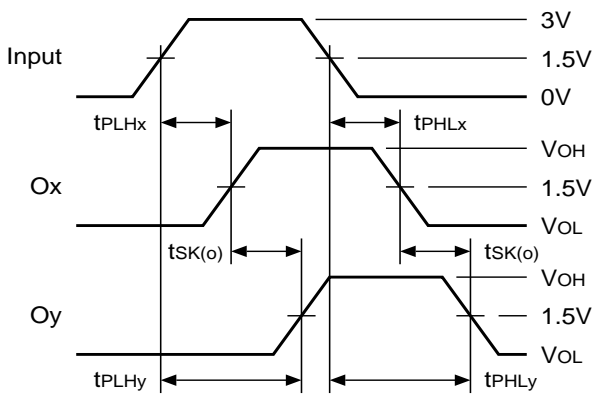 3V
Input
1.5V
0V
tPLHx
tPHLx
VOH
Ox
1.5V
VOL
tSK(o)
tSK(o)
VOH
Oy
1.5V
VOL
tPLHy
tPHLy